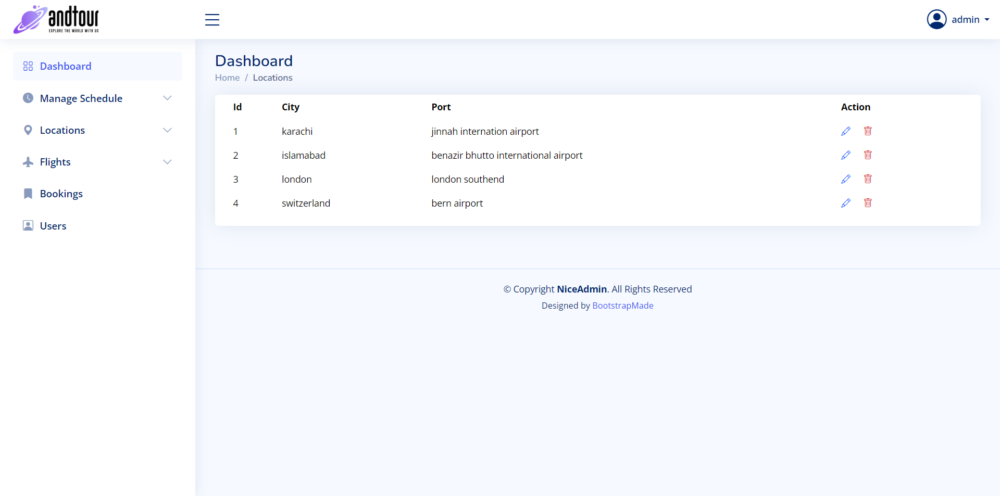 andtour
EXPLORE THE WORLD WITH US
admin
Dashboard
Manage Schedule
Locations
Flights
Bookings
Users
Dashboard
Home / Locations
Id City Port Action
1 karachi jinnah internation airport
2 islamabad benazir bhutto international airport
3 london london southend
4 switzerland bern airport
© Copyright NiceAdmin. All Rights Reserved
Designed by BootstrapMade